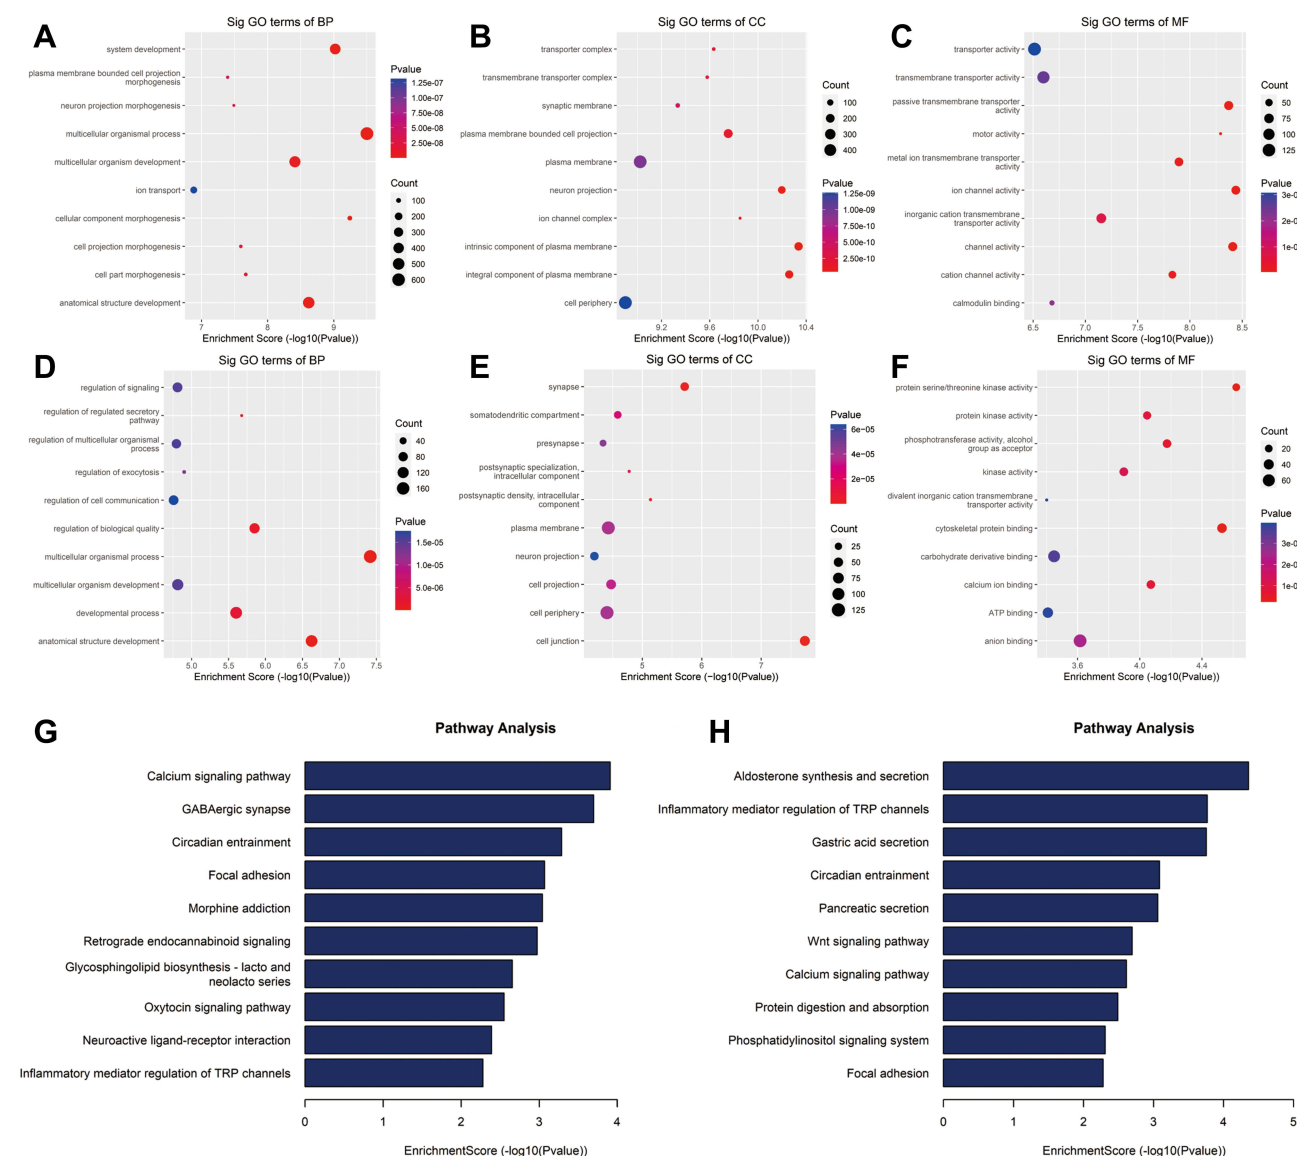 A
Sig GO terms of BP
system development
plasma membrane bounded cell projection
morphogenesis
neuron projection morphogenesis
multicellular organismal process
multicellular organism development
ion transport
cellular component morphogenesis
cell projection morphogenesis
cell part morphogenesis
anatomical structure development
7 8 9
Enrichment Score (-log10(Pvalue))
Pvalue
1.25e-07
1.00e-07
7.50e-08
5.00e-08
2.50e-08
Count
100
200
300
400
500
600
B
Sig GO terms of CC
transporter complex
transmembrane transporter complex
synaptic membrane
plasma membrane bounded cell projection
plasma membrane
neuron projection
ion channel complex
intrinsic component of plasma membrane
integral component of plasma membrane
cell periphery
9.2 9.6 10.0 10.4
Enrichment Score (-log10(Pvalue))
Count
100
200
300
400
Pvalue
1.25e-09
1.00e-09
7.50e-10
5.00e-10
2.50e-10
C
Sig GO terms of MF
transporter activity
transmembrane transporter activity
passive transmembrane transporter
activity
motor activity
metal ion transmembrane transporter
activity
ion channel activity
inorganic cation transmembrane
transporter activity
channel activity
cation channel activity
calmodulin binding
6.5 7.0 7.5 8.0 8.5
Enrichment Score (-log10(Pvalue))
Count
50
75
100
125
Pvalue
3e-0
2e-0
1e-0
D
Sig GO terms of BP
regulation of signaling
regulation of regulated secretory
pathway
regulation of multicellular organismal
process
regulation of exocytosis
regulation of cell communication
regulation of biological quality
multicellular organismal process
multicellular organism development
developmental process
anatomical structure development
5.0 5.5 6.0 6.5 7.0 7.5
Enrichment Score (-log10(Pvalue))
Count
40
80
120
160
Pvalue
1.5e-05
1.0e-05
5.0e-06
E
Sig GO terms of CC
synapse
somatodendritic compartment
presynapse
postsynaptic specialization,
intracellular component
postsynaptic density, intracellular
component
plasma membrane
neuron projection
cell projection
cell periphery
cell junction
5 6 7
Enrichment Score (−log10(Pvalue))
Pvalue
6e-05
4e-05
2e-05
Count
25
50
75
100
125
F
Sig GO terms of MF
protein serine/threonine kinase activity
protein kinase activity
phosphotransferase activity, alcohol
group as acceptor
kinase activity
divalent inorganic cation transmembrane
transporter activity
cytoskeletal protein binding
carbohydrate derivative binding
calcium ion binding
ATP binding
anion binding
3.6 4.0 4.4
Enrichment Score (-log10(Pvalue))
Count
20
40
60
Pvalue
3e-0
2e-0
1e-0
G
Pathway Analysis
Calcium signaling pathway
GABAergic synapse
Circadian entrainment
Focal adhesion
Morphine addiction
Retrograde endocannabinoid signaling
Glycosphingolipid biosynthesis - lacto and
neolacto series
Oxytocin signaling pathway
Neuroactive ligand-receptor interaction
Inflammatory mediator regulation of TRP channels
0 1 2 3 4
EnrichmentScore (-log10(Pvalue))
H
Pathway Analysis
Aldosterone synthesis and secretion
Inflammatory mediator regulation of TRP channels
Gastric acid secretion
Circadian entrainment
Pancreatic secretion
Wnt signaling pathway
Calcium signaling pathway
Protein digestion and absorption
Phosphatidylinositol signaling system
Focal adhesion
0 1 2 3 4 5
EnrichmentScore (-log10(Pvalue))